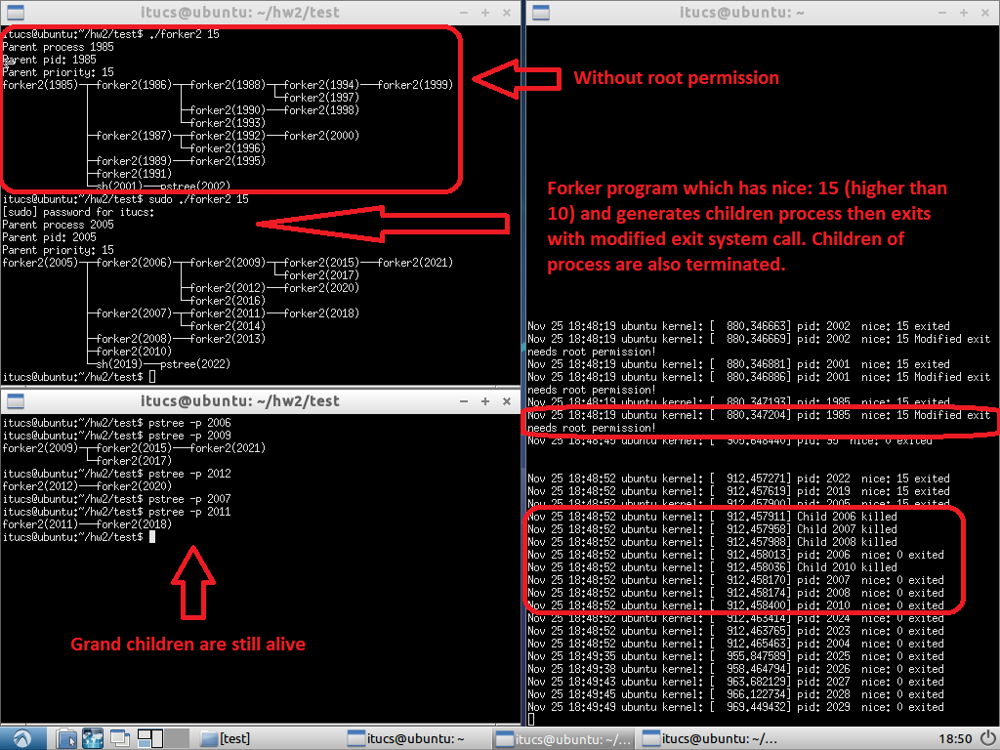 itucs@ubuntu: ~/hw2/test
itucs@ubuntu:~/hw2/test$ ./forker2 15
Parent process 1985
Parent pid: 1985
Parent priority: 15
forker2(1985)─┬─forker2(1986)─┬─forker2(1988)─┬─forker2(1994)───forker2(1999)
└─forker2(1997)
├─forker2(1990)───forker2(1998)
└─forker2(1993)
├─forker2(1987)─┬─forker2(1992)───forker2(2000)
└─forker2(1996)
├─forker2(1989)───forker2(1995)
├─forker2(1991)
└─sh(2001)───pstree(2002)
itucs@ubuntu:~/hw2/test$ sudo ./forker2 15
[sudo] password for itucs:
Parent process 2005
Parent pid: 2005
Parent priority: 15
forker2(2005)─┬─forker2(2006)─┬─forker2(2009)─┬─forker2(2015)───forker2(2021)
└─forker2(2017)
├─forker2(2012)───forker2(2020)
└─forker2(2016)
├─forker2(2007)─┬─forker2(2011)───forker2(2018)
└─forker2(2014)
├─forker2(2008)───forker2(2013)
├─forker2(2010)
└─sh(2019)───pstree(2022)
itucs@ubuntu:~/hw2/test$
itucs@ubuntu: ~/hw2/test
itucs@ubuntu:~/hw2/test$ pstree -p 2006
itucs@ubuntu:~/hw2/test$ pstree -p 2009
forker2(2009)─┬─forker2(2015)───forker2(2021)
└─forker2(2017)
itucs@ubuntu:~/hw2/test$ pstree -p 2012
forker2(2012)───forker2(2020)
itucs@ubuntu:~/hw2/test$ pstree -p 2007
itucs@ubuntu:~/hw2/test$ pstree -p 2011
forker2(2011)───forker2(2018)
itucs@ubuntu:~/hw2/test$
Grand children are still alive
itucs@ubuntu: ~
Without root permission
Forker program which has nice: 15 (higher than
10) and generates children process then exits
with modified exit system call. Children of
process are also terminated.
Nov 25 18:48:19 ubuntu kernel: [  880.346663] pid: 2002  nice: 15 exited
Nov 25 18:48:19 ubuntu kernel: [  880.346669] pid: 2002  nice: 15 Modified exit
needs root permission!
Nov 25 18:48:19 ubuntu kernel: [  880.346881] pid: 2001  nice: 15 exited
Nov 25 18:48:19 ubuntu kernel: [  880.346886] pid: 2001  nice: 15 Modified exit
needs root permission!
Nov 25 18:48:19 ubuntu kernel: [  880.347193] pid: 1985  nice: 15 exited
Nov 25 18:48:19 ubuntu kernel: [  880.347204] pid: 1985  nice: 15 Modified exit
needs root permission!
Nov 25 18:48:45 ubuntu kernel: [  905.648440] pid: 95  nice: 0 exited
Nov 25 18:48:52 ubuntu kernel: [  912.457271] pid: 2022  nice: 15 exited
Nov 25 18:48:52 ubuntu kernel: [  912.457619] pid: 2019  nice: 15 exited
Nov 25 18:48:52 ubuntu kernel: [  912.457900] pid: 2005  nice: 15 exited
Nov 25 18:48:52 ubuntu kernel: [  912.457911] Child 2006 killed
Nov 25 18:48:52 ubuntu kernel: [  912.457958] Child 2007 killed
Nov 25 18:48:52 ubuntu kernel: [  912.457988] Child 2008 killed
Nov 25 18:48:52 ubuntu kernel: [  912.458013] pid: 2006  nice: 0 exited
Nov 25 18:48:52 ubuntu kernel: [  912.458036] Child 2010 killed
Nov 25 18:48:52 ubuntu kernel: [  912.458170] pid: 2007  nice: 0 exited
Nov 25 18:48:52 ubuntu kernel: [  912.458174] pid: 2008  nice: 0 exited
Nov 25 18:48:52 ubuntu kernel: [  912.458400] pid: 2010  nice: 0 exited
Nov 25 18:48:52 ubuntu kernel: [  912.463414] pid: 2024  nice: 0 exited
Nov 25 18:48:52 ubuntu kernel: [  912.463765] pid: 2023  nice: 0 exited
Nov 25 18:48:52 ubuntu kernel: [  912.465463] pid: 2004  nice: 0 exited
Nov 25 18:49:35 ubuntu kernel: [  955.847589] pid: 2025  nice: 0 exited
Nov 25 18:49:38 ubuntu kernel: [  958.464794] pid: 2026  nice: 0 exited
Nov 25 18:49:43 ubuntu kernel: [  963.682129] pid: 2027  nice: 0 exited
Nov 25 18:49:45 ubuntu kernel: [  966.122734] pid: 2028  nice: 0 exited
Nov 25 18:49:49 ubuntu kernel: [  969.449432] pid: 2029  nice: 0 exited
[test]
itucs@ubuntu: ~
itucs@ubuntu: ~/...
itucs@ubuntu: ~/...
18:50